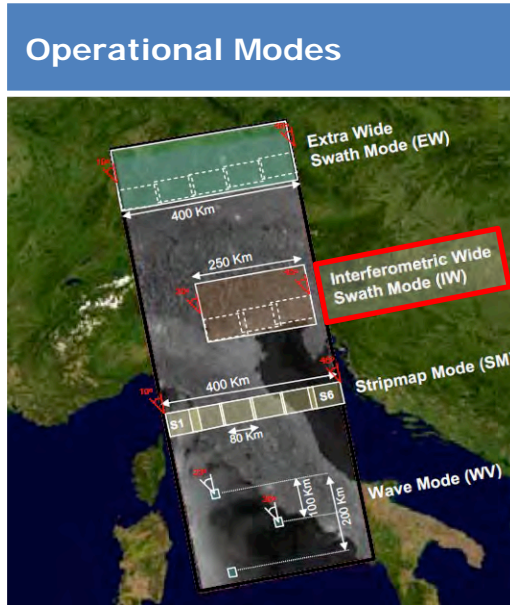 Operational Modes
Extra Wide
Swath Mode (EW)
400 Km
250 Km
Interferometric Wide
Swath Mode (IW)
400 Km
Stripmap Mode (SM)
S1
S6
80 Km
Wave Mode (WV)
100 Km
200 Km